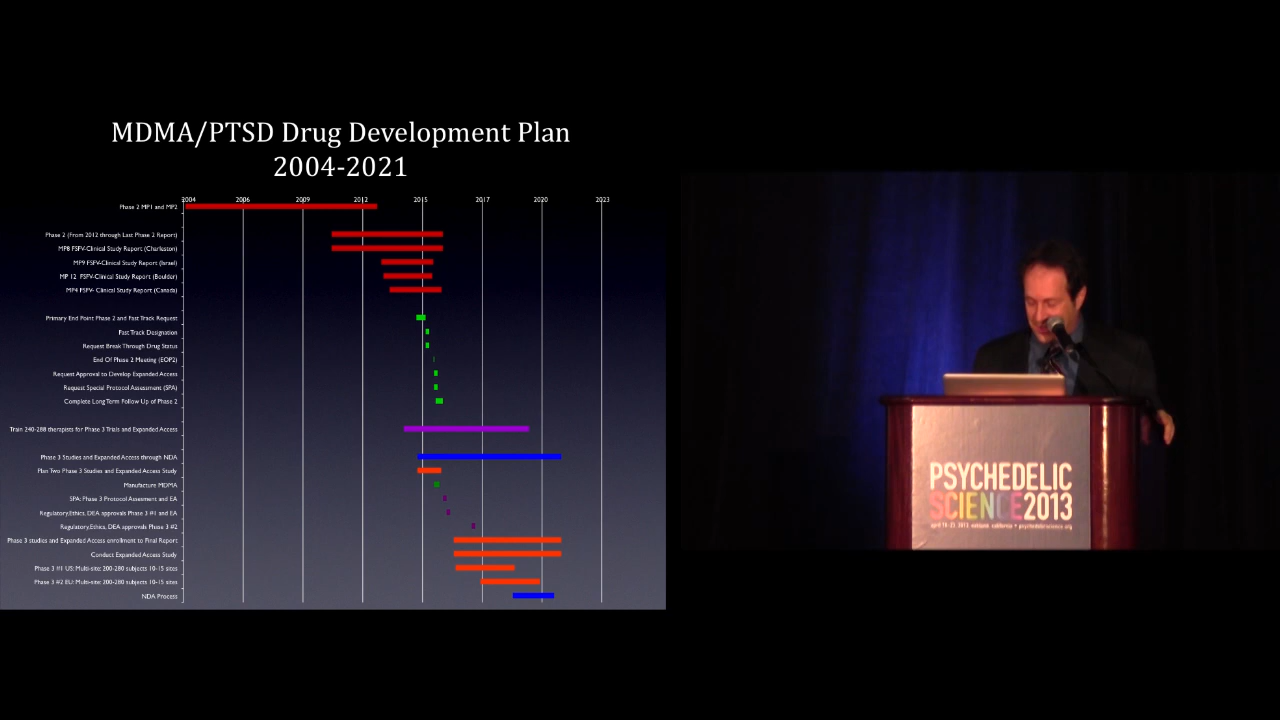 MDMA/PTSD Drug Development Plan
2004-2021
2004 2006 2009 2012 2015 2017 2020 2023
Phase 2 MP1 and MP2
Phase 2 (From 2012 through Last Phase 2 Report)
MP8 FSFV-Clinical Study Report (Charleston)
MP9 FSFV-Clinical Study Report (Israel)
MP 12 FSFV-Clinical Study Report (Boulder)
MP4 FSFV- Clinical Study Report (Canada)
Primary End Point Phase 2 and Fast Track Request
Fast Track Designation
Request Break Through Drug Status
End Of Phase 2 Meeting (EOP2)
Request Approval to Develop Expanded Access
Request Special Protocol Assessment (SPA)
Complete Long Term Follow Up of Phase 2
Train 240-288 therapists for Phase 3 Trials and Expanded Access
Phase 3 Studies and Expanded Access through NDA
Plan Two Phase 3 Studies and Expanded Access Study
Manufacture MDMA
SPA: Phase 3 Protocol Assesment and EA
Regulatory,Ethics, DEA approvals Phase 3 #1 and EA
Regulatory,Ethics, DEA approvals Phase 3 #2
Phase 3 studies and Expanded Access enrollment to Final Report
Conduct Expanded Access Study
Phase 3 #1 US: Multi-site: 200-280 subjects 10-15 sites
Phase 3 #2 EU: Multi-site: 200-280 subjects 10-15 sites
NDA Process
PSYCHEDELIC
SCIENCE2013